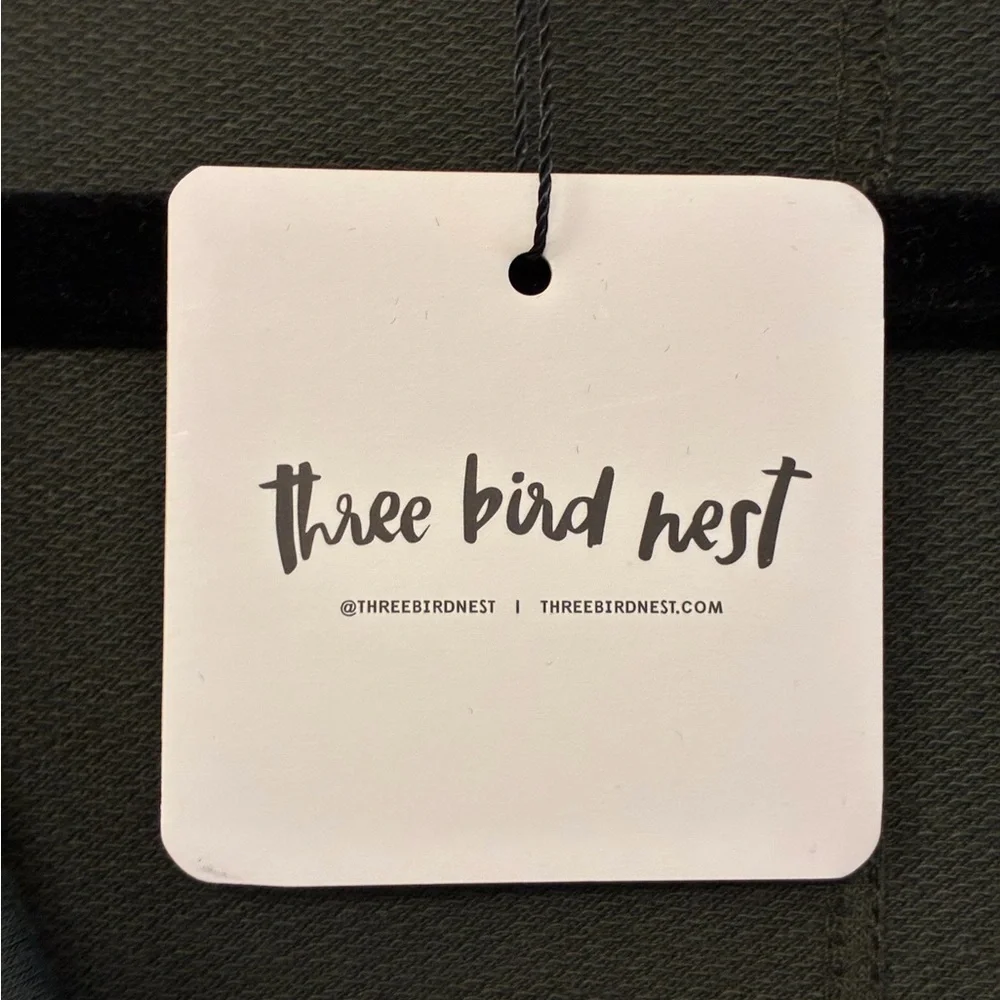 three bird nest
@THREEBIRDNEST | THREEBIRDNEST.COM